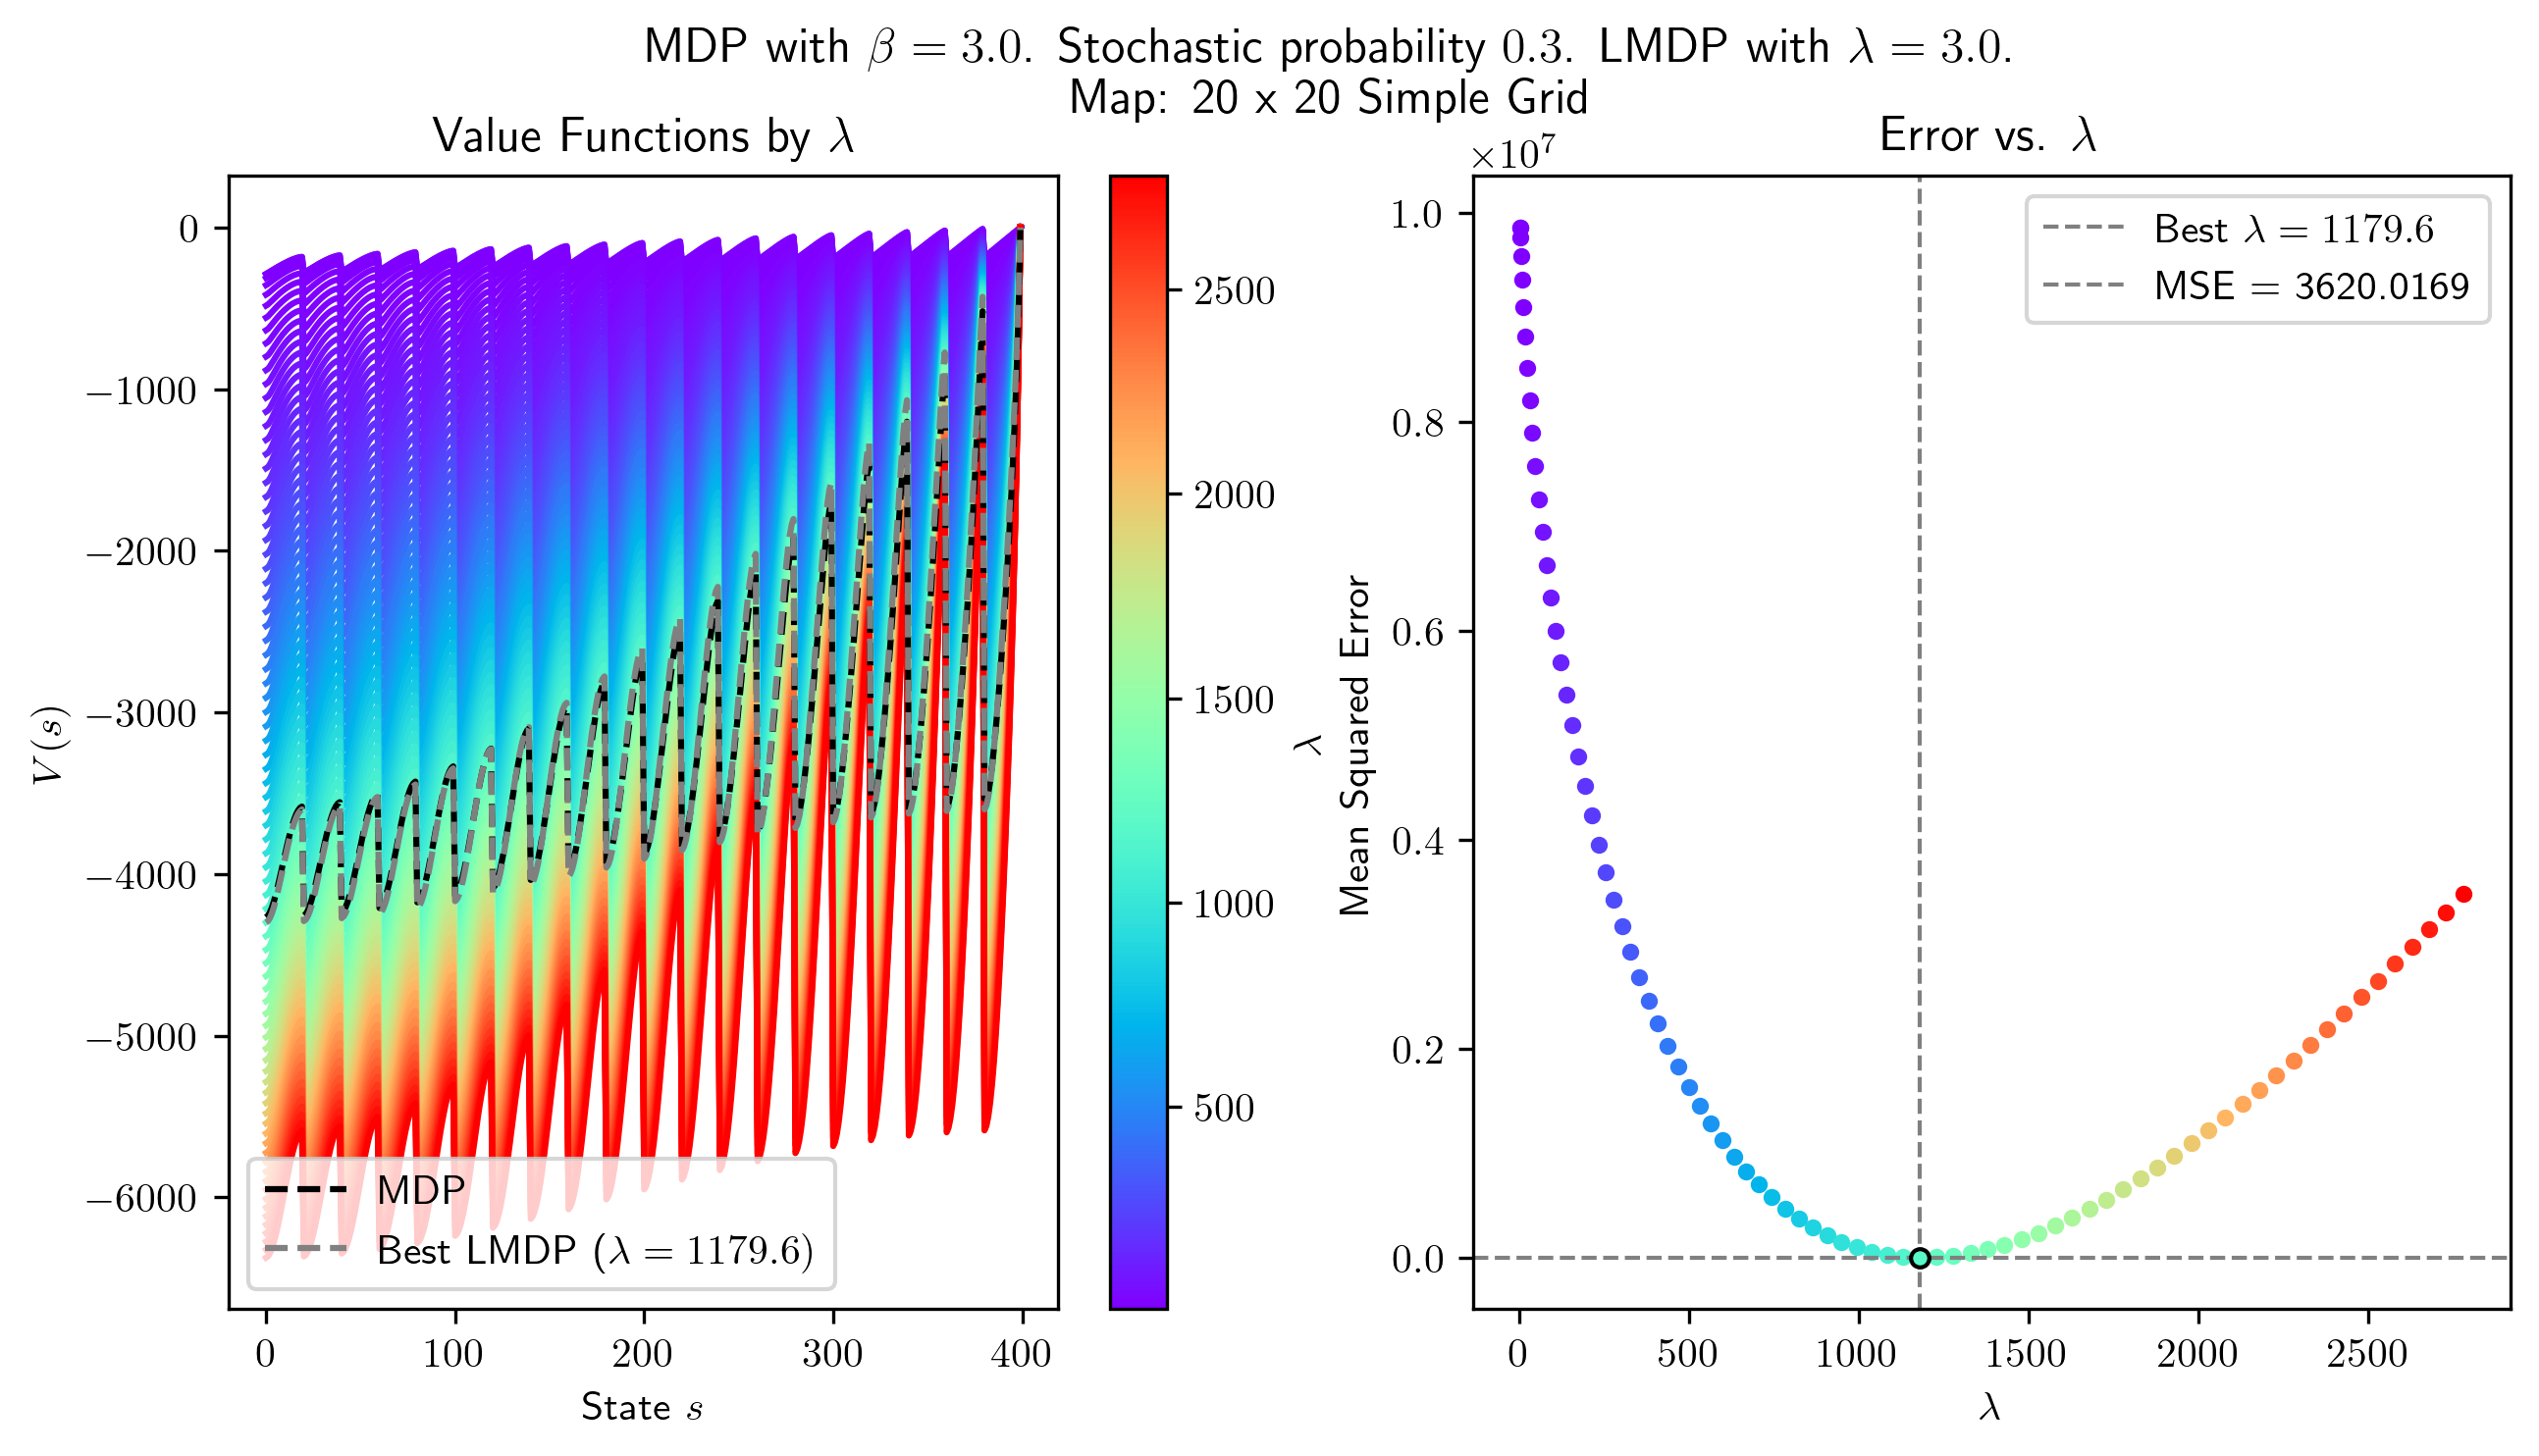 MDP with β = 3.0. Stochastic probability 0.3. LMDP with λ = 3.0.
Map: 20 x 20 Simple Grid
Value Functions by λ
0
−1000
−2000
−3000
−4000
−5000
−6000
V(s)
MDP
Best LMDP (λ = 1179.6)
0 100 200 300 400
State s
2500
2000
1500
1000
500
λ
Error vs. λ
×10⁷
1.0
0.8
0.6
0.4
0.2
0.0
Mean Squared Error
Best λ = 1179.6
MSE = 3620.0169
0 500 1000 1500 2000 2500
λ